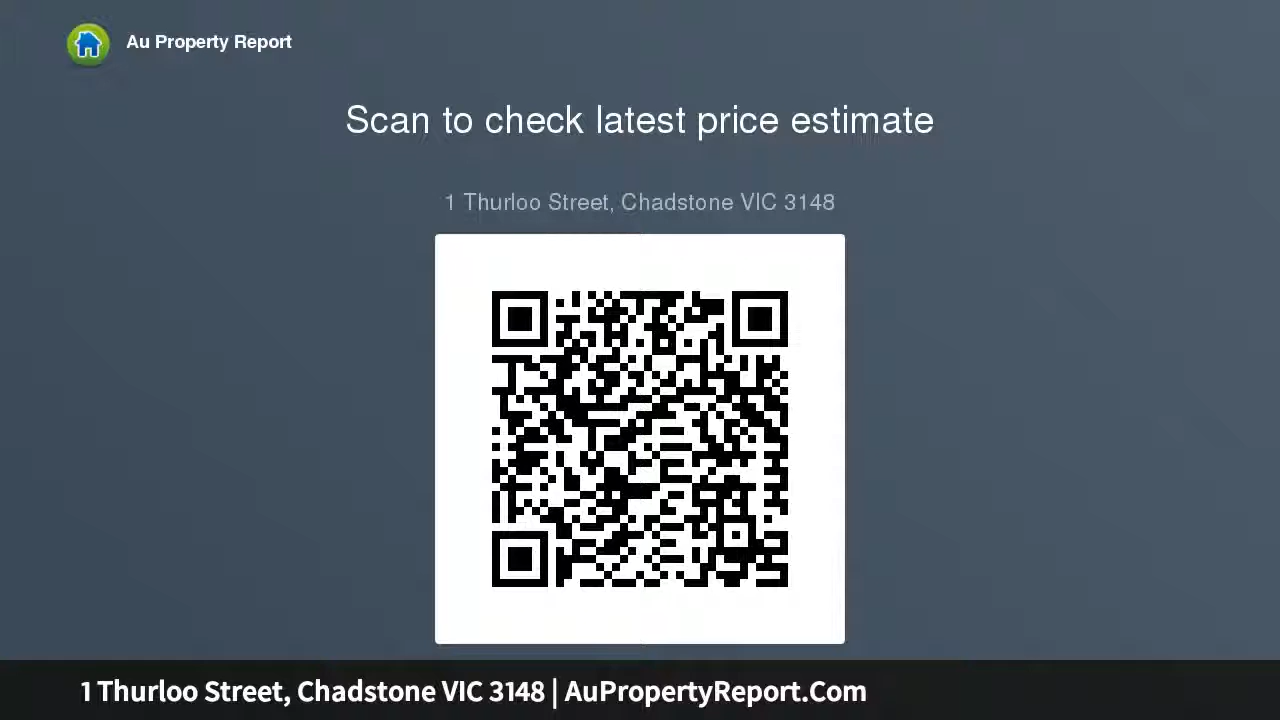 Au Property Report
Scan to check latest price estimate
1 Thurloo Street, Chadstone VIC 3148
1 Thurloo Street, Chadstone VIC 3148 | AuPropertyReport.Com